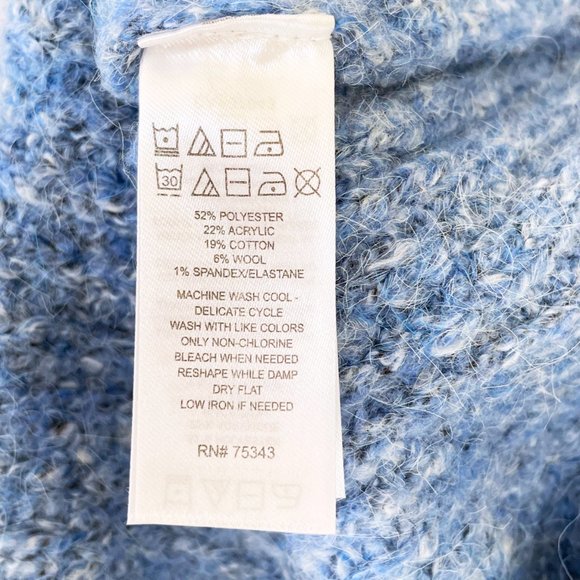 30
52% POLYESTER
22% ACRYLIC
19% COTTON
6% WOOL
1% SPANDEX/ELASTANE
MACHINE WASH COOL -
DELICATE CYCLE
WASH WITH LIKE COLORS
ONLY NON-CHLORINE
BLEACH WHEN NEEDED
RESHAPE WHILE DAMP
DRY FLAT
LOW IRON IF NEEDED
RN# 75343